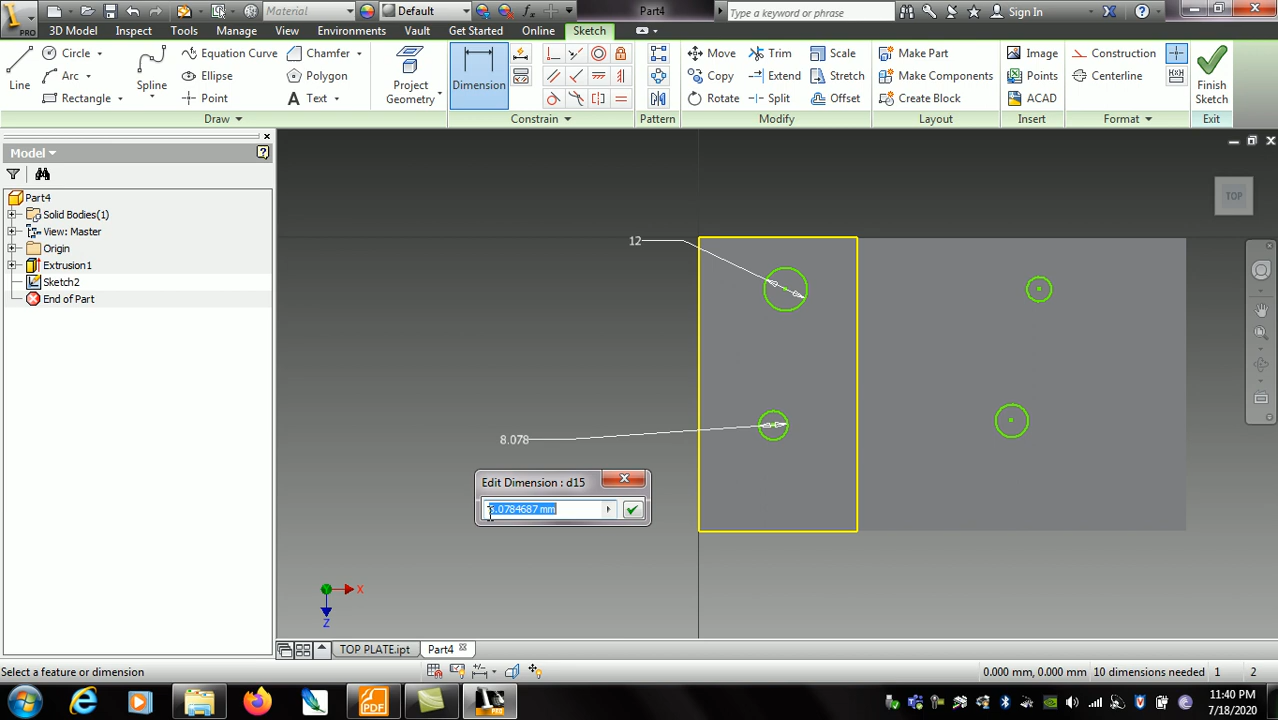 Material
Default
Part4
Type a keyword or phrase
Sign In
PRO
3D Model Inspect Tools Manage View Environments Vault Get Started Online Sketch
Line
Circle
Arc
Rectangle
Spline
Equation Curve
Ellipse
Point
Chamfer
Polygon
Text
Project
Geometry
Dimension
Move
Copy
Rotate
Trim
Extend
Split
Scale
Stretch
Offset
Make Part
Make Components
Create Block
Image
Points
ACAD
Construction
Centerline
Finish
Sketch
Draw
Constrain
Pattern
Modify
Layout
Insert
Format
Exit
Model
Part4
Solid Bodies(1)
View: Master
Origin
Extrusion1
Sketch2
End of Part
TOP
12
8.078
Edit Dimension : d15
.0784687 mm
X
Z
TOP PLATE.ipt
Part4
Select a feature or dimension
0.000 mm, 0.000 mm
10 dimensions needed
1
2
PDF
PRO
11:40 PM
7/18/2020